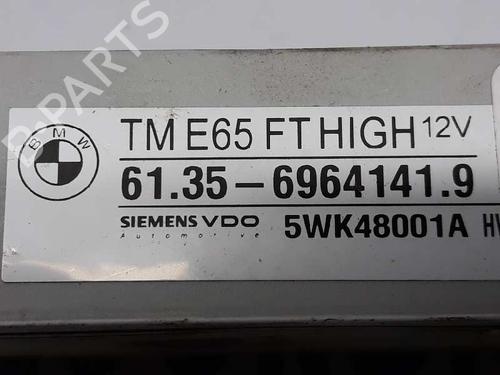 B-PARTS
BMW
TM E65 FT HIGH 12V
61.35-6964141.9
SIEMENS VDO
Automotive
5WK48001A